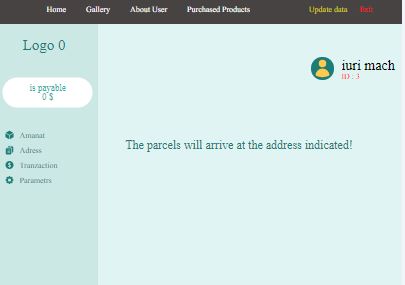 Home Gallery About User Purchased Products Update data Exit
Logo 0
iuri mach
ID : 3
is payable
0 $
Amanat
Adress
Tranzaction
Parametrs
The parcels will arrive at the address indicated!